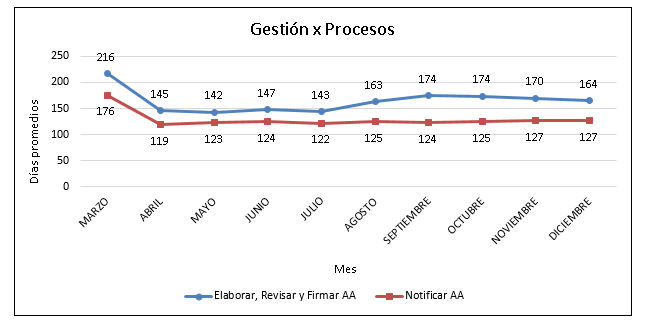 Gestión x Procesos
250
200
150
100
50
0
Días promedios
216 145 142 147 143 163 174 174 170 164
176 119 123 124 122 125 124 125 127 127
MARZO ABRIL MAYO JUNIO JULIO AGOSTO SEPTIEMBRE OCTUBRE NOVIEMBRE DICIEMBRE
Mes
Elaborar, Revisar y Firmar AA Notificar AA